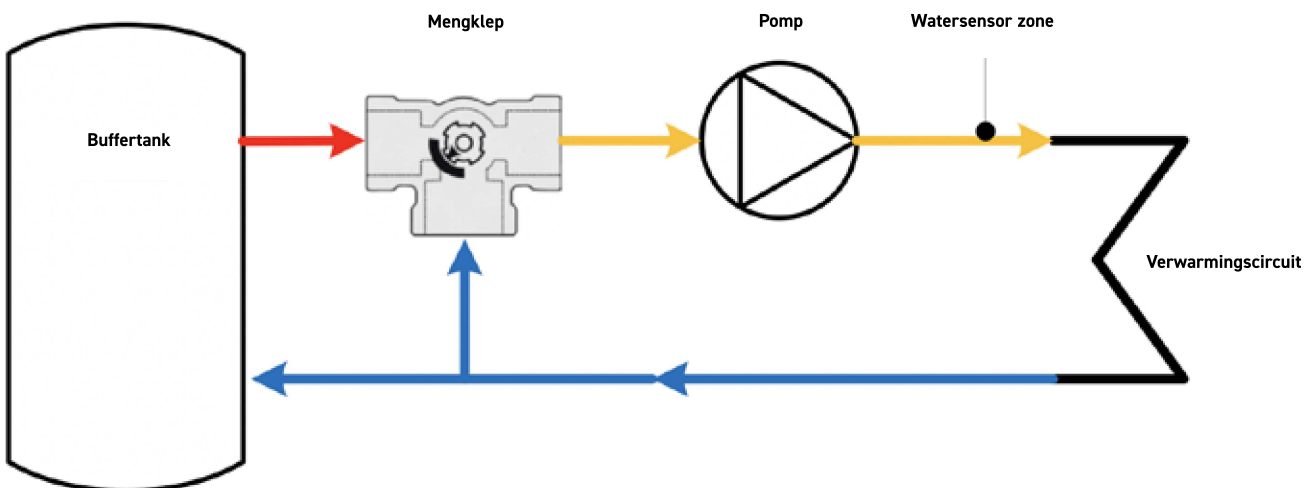 Mengklep
Pomp
Watersensor zone
Buffertank
Verwarmingscircuit